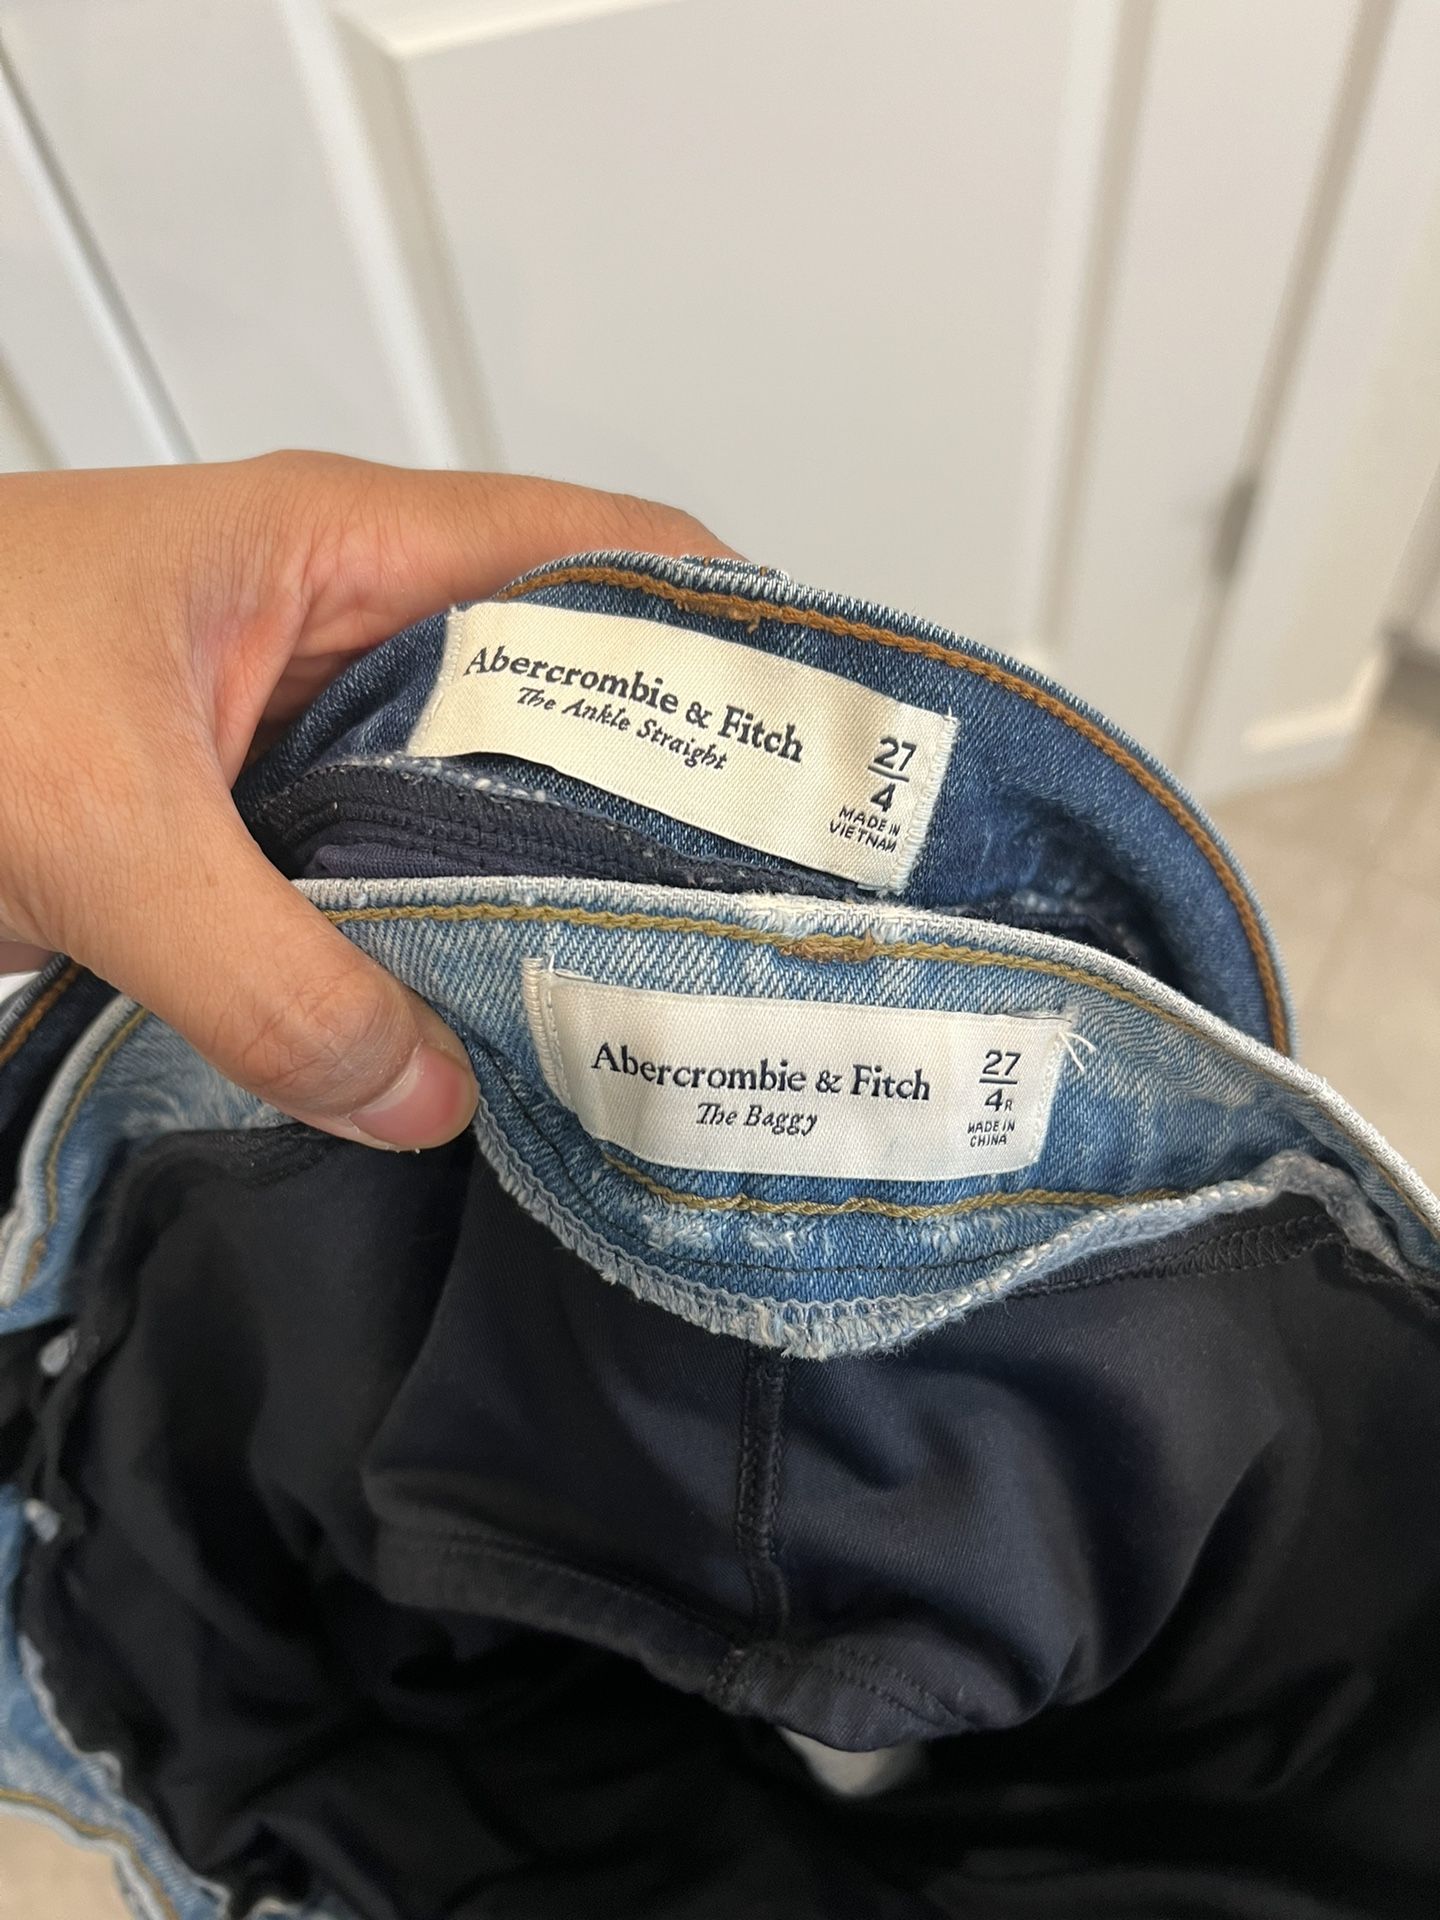 Abercrombie & Fitch
The Ankle Straight
27
4
MADE IN
VIETNAM
Abercrombie & Fitch
The Baggy
27
4R
MADE IN
CHINA